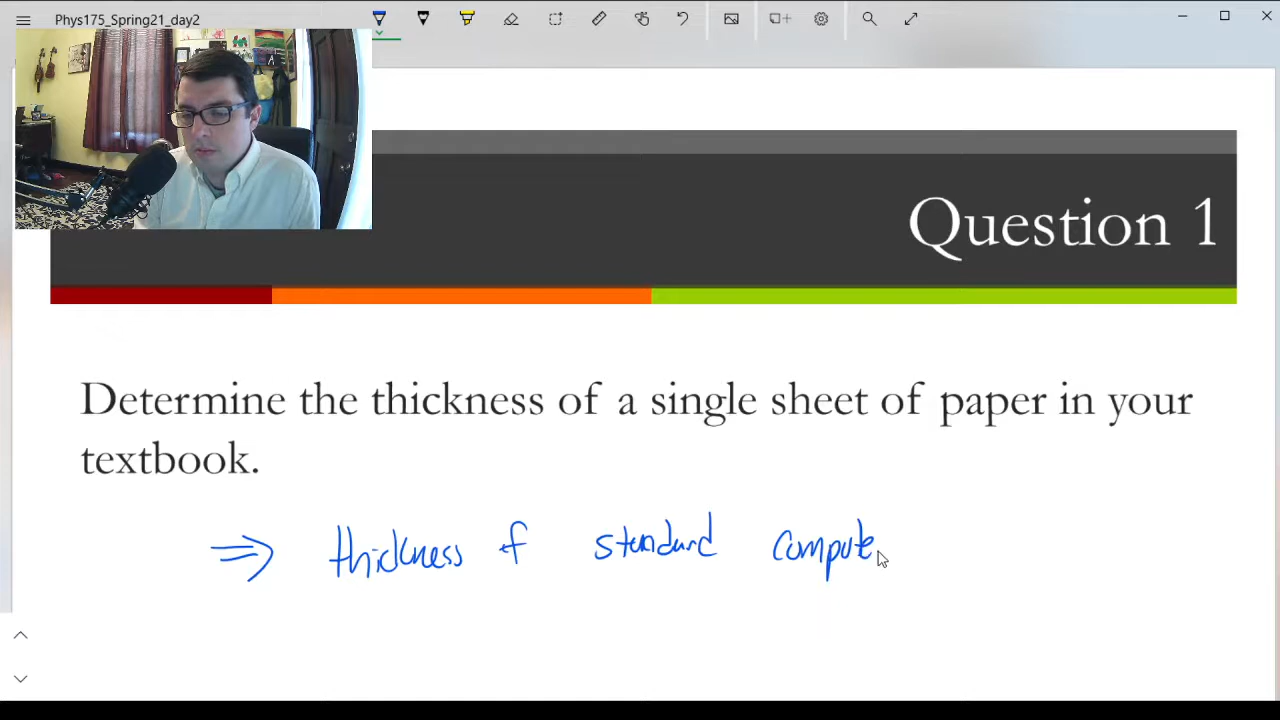 Phys175_Spring21_day2
Question 1
Determine the thickness of a single sheet of paper in your
textbook.
⇒ thickness of standard compute